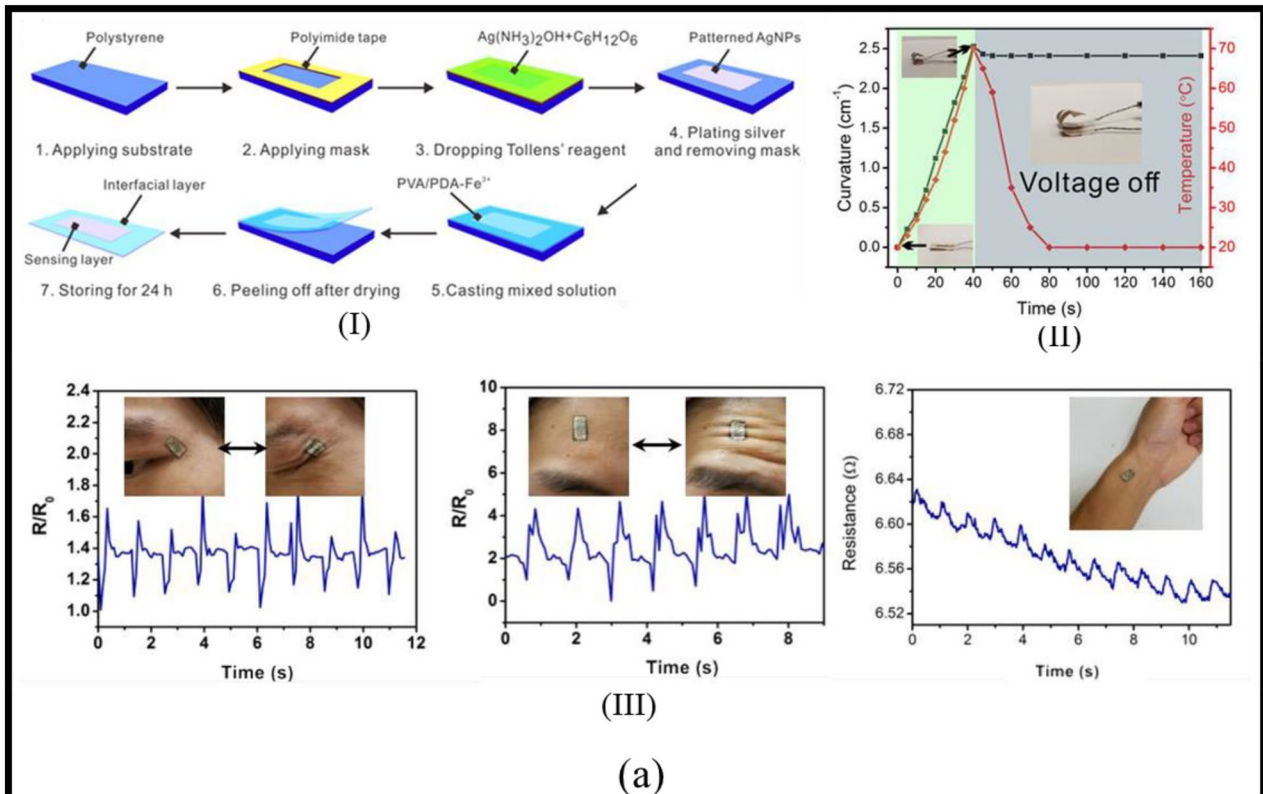 Polystyrene
Polyimide tape
Ag(NH3)2OH+C6H12O6
Patterned AgNPs
1. Applying substrate
2. Applying mask
3. Dropping Tollens' reagent
4. Plating silver
and removing mask
Interfacial layer
PVA/PDA-Fe³⁺
Sensing layer
7. Storing for 24 h
6. Peeling off after drying
5.Casting mixed solution
(I)
2.5
2.0
1.5
1.0
0.5
0.0
Curvature (cm⁻¹)
Voltage off
70
60
50
40
30
20
Temperature (°C)
0 20 40 60 80 100 120 140 160
Time (s)
(II)
2.4
2.2
2.0
1.8
1.6
1.4
1.2
1.0
R/R0
0 2 4 6 8 10 12
Time (s)
10
8
6
4
2
0
R/R0
0 2 4 6 8
Time (s)
6.72
6.68
6.64
6.60
6.56
6.52
Resistance (Ω)
0 2 4 6 8 10
Time (s)
(III)
(a)